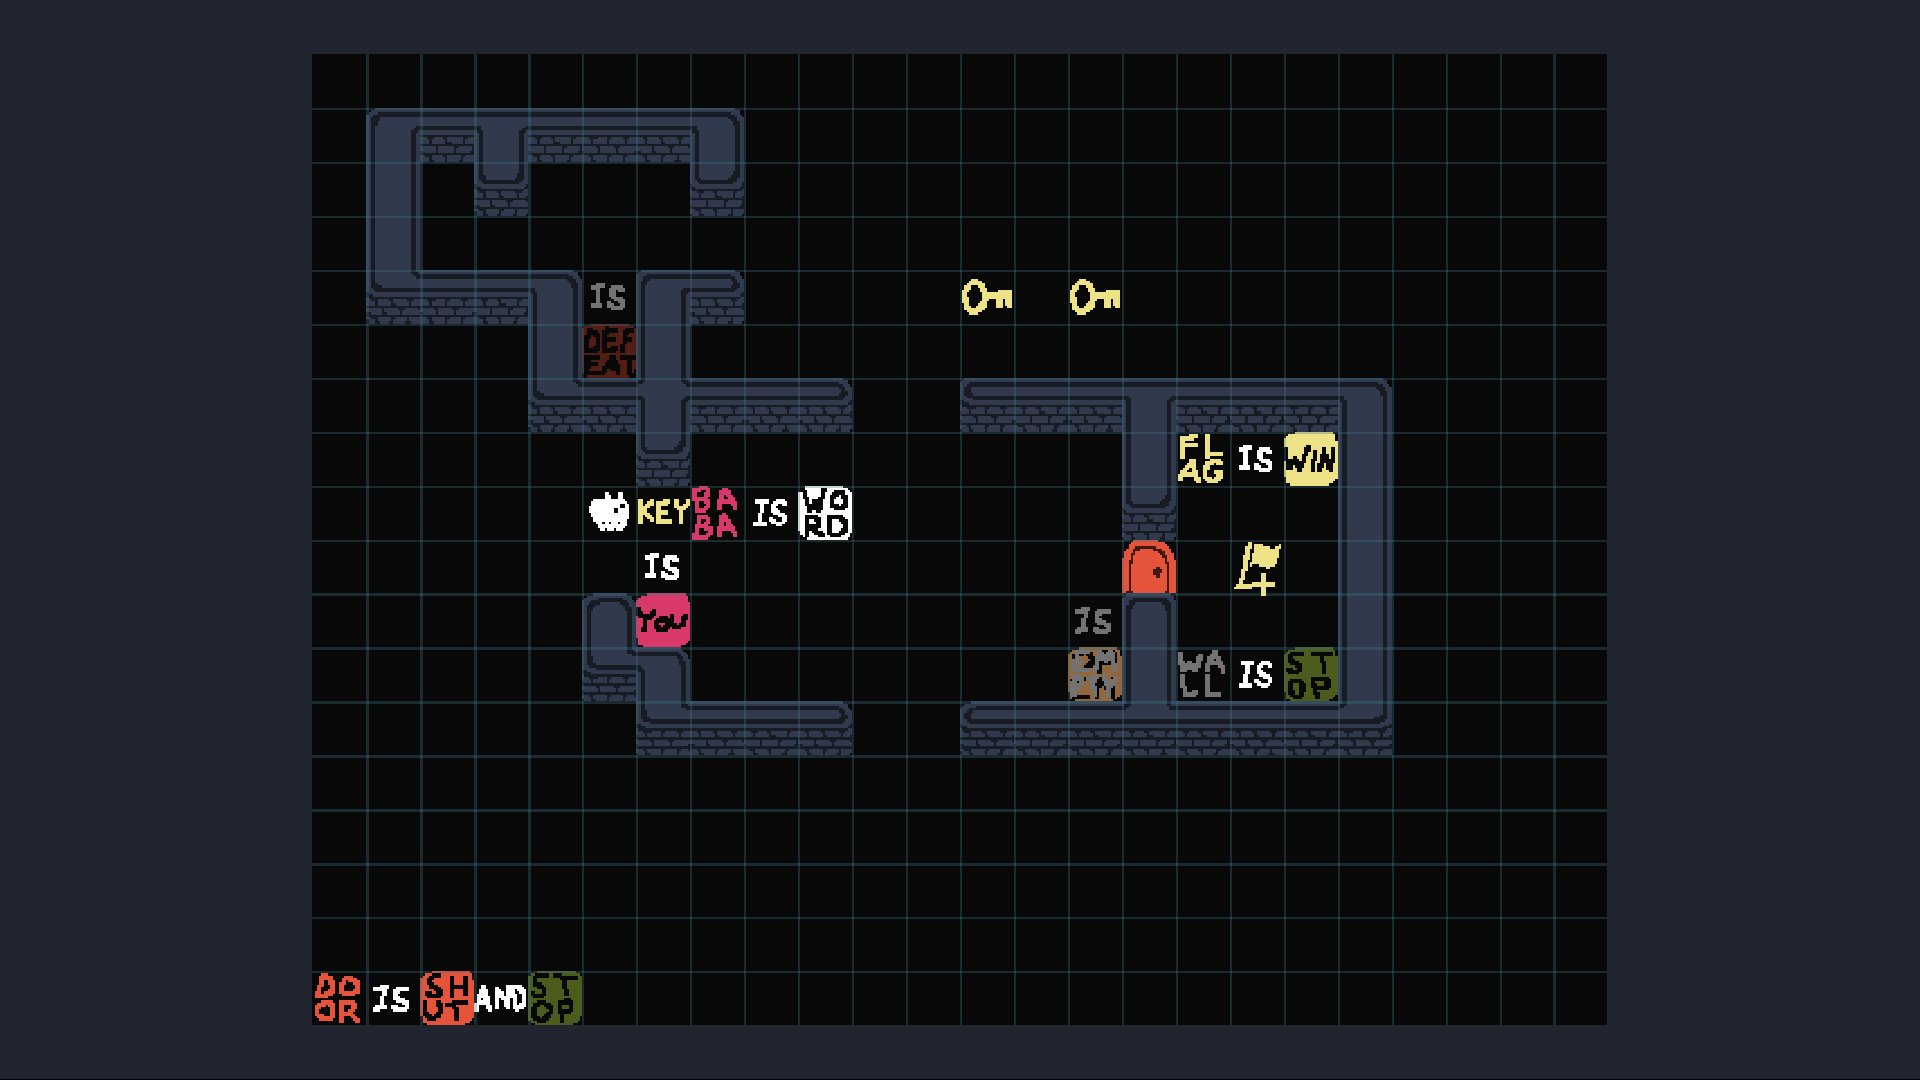 IS
DEFEAT
FLAG IS WIN
KEY BABA IS WORD
IS
YOU
IS
EMPTY
WALL IS STOP
DOOR IS SHUT AND STOP